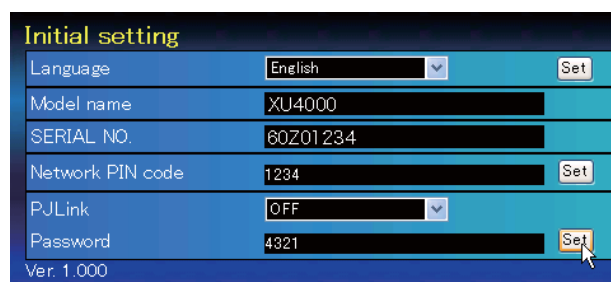 Initial setting
Language English Set
Model name XU4000
SERIAL NO. 60Z01234
Network PIN code 1234 Set
PJLink OFF
Password 4321 Set
Ver. 1.000